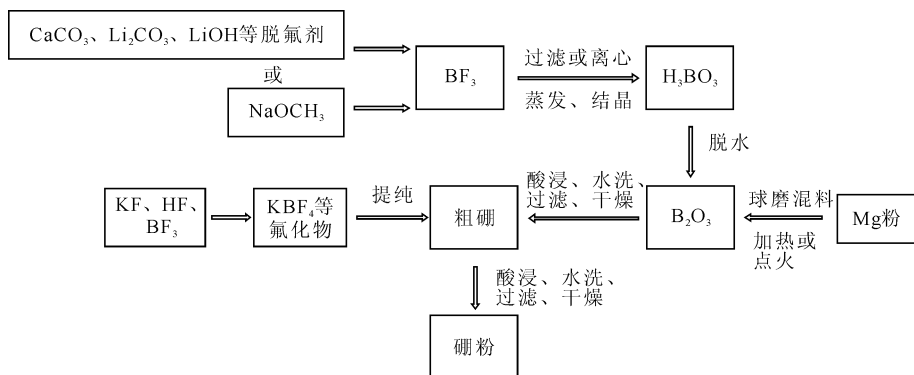 CaCO₃、Li₂CO₃、LiOH等脱氟剂
或
NaOCH₃
BF₃
过滤或离心
蒸发、结晶
H₃BO₃
脱水
KF、HF、
BF₃
KBF₄等
氟化物
提纯
粗硼
酸浸、水洗、
过滤、干燥
B₂O₃
球磨混料
加热或
点火
Mg粉
酸浸、水洗、
过滤、干燥
硼粉